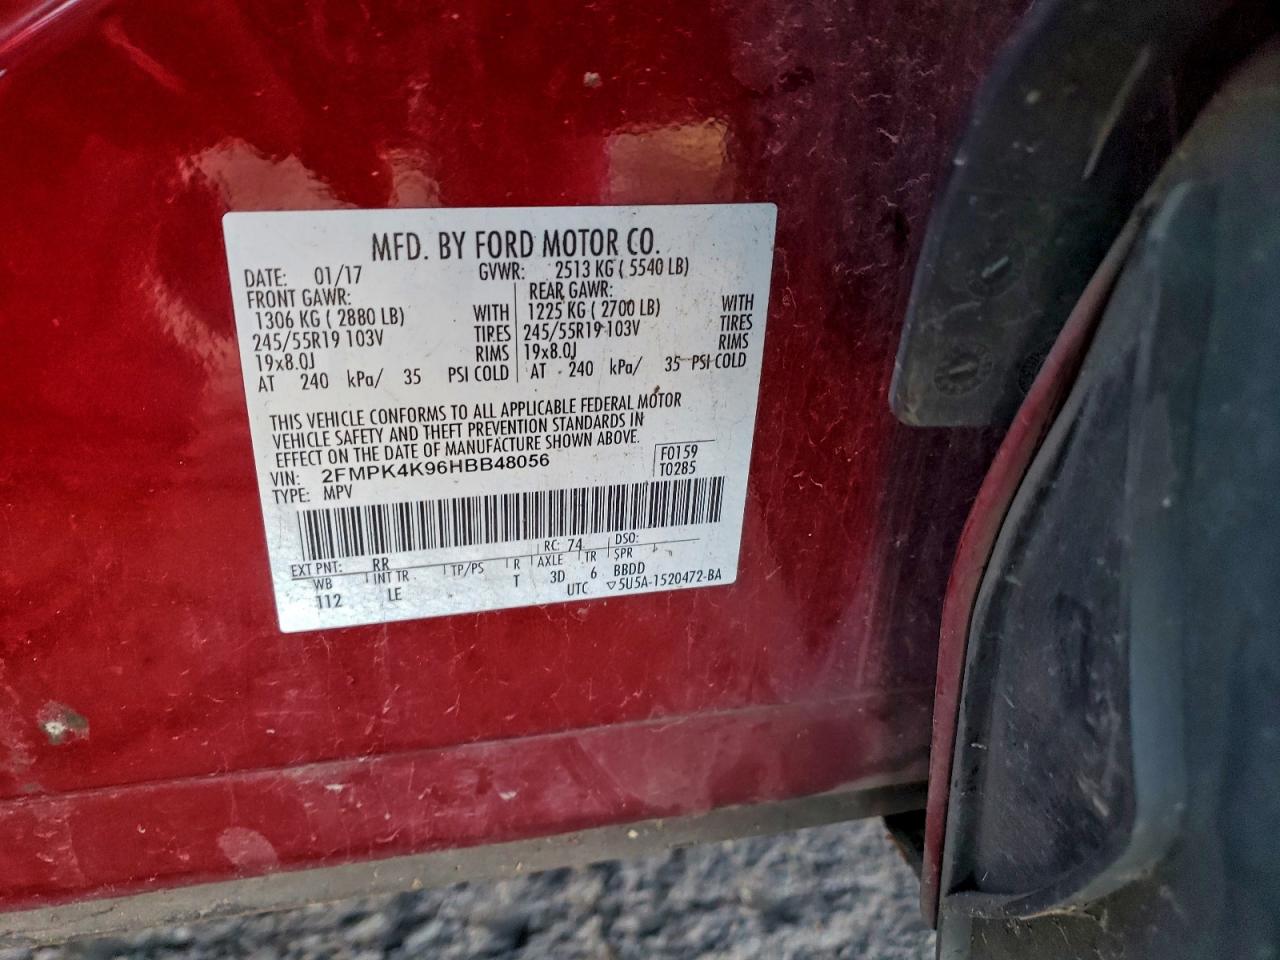 MFD. BY FORD MOTOR CO.
DATE: 01/17 GVWR: 2513 KG ( 5540 LB)
FRONT GAWR: REAR GAWR:
1306 KG ( 2880 LB) WITH 1225 KG ( 2700 LB) WITH
245/55R19 103V TIRES 245/55R19 103V TIRES
19x8.0J RIMS 19x8.0J RIMS
AT 240 kPa/ 35 PSI COLD AT 240 kPa/ 35 PSI COLD
THIS VEHICLE CONFORMS TO ALL APPLICABLE FEDERAL MOTOR
VEHICLE SAFETY AND THEFT PREVENTION STANDARDS IN
EFFECT ON THE DATE OF MANUFACTURE SHOWN ABOVE.
VIN: 2FMPK4K96HBB48056 F0159
TYPE: MPV T0285
EXT PNT: RR RC: 74 DSO:
WB INT TR TP/PS R AXLE TR SPR
112 LE T 3D 6 BBDD
UTC ▽5U5A-1520472-BA